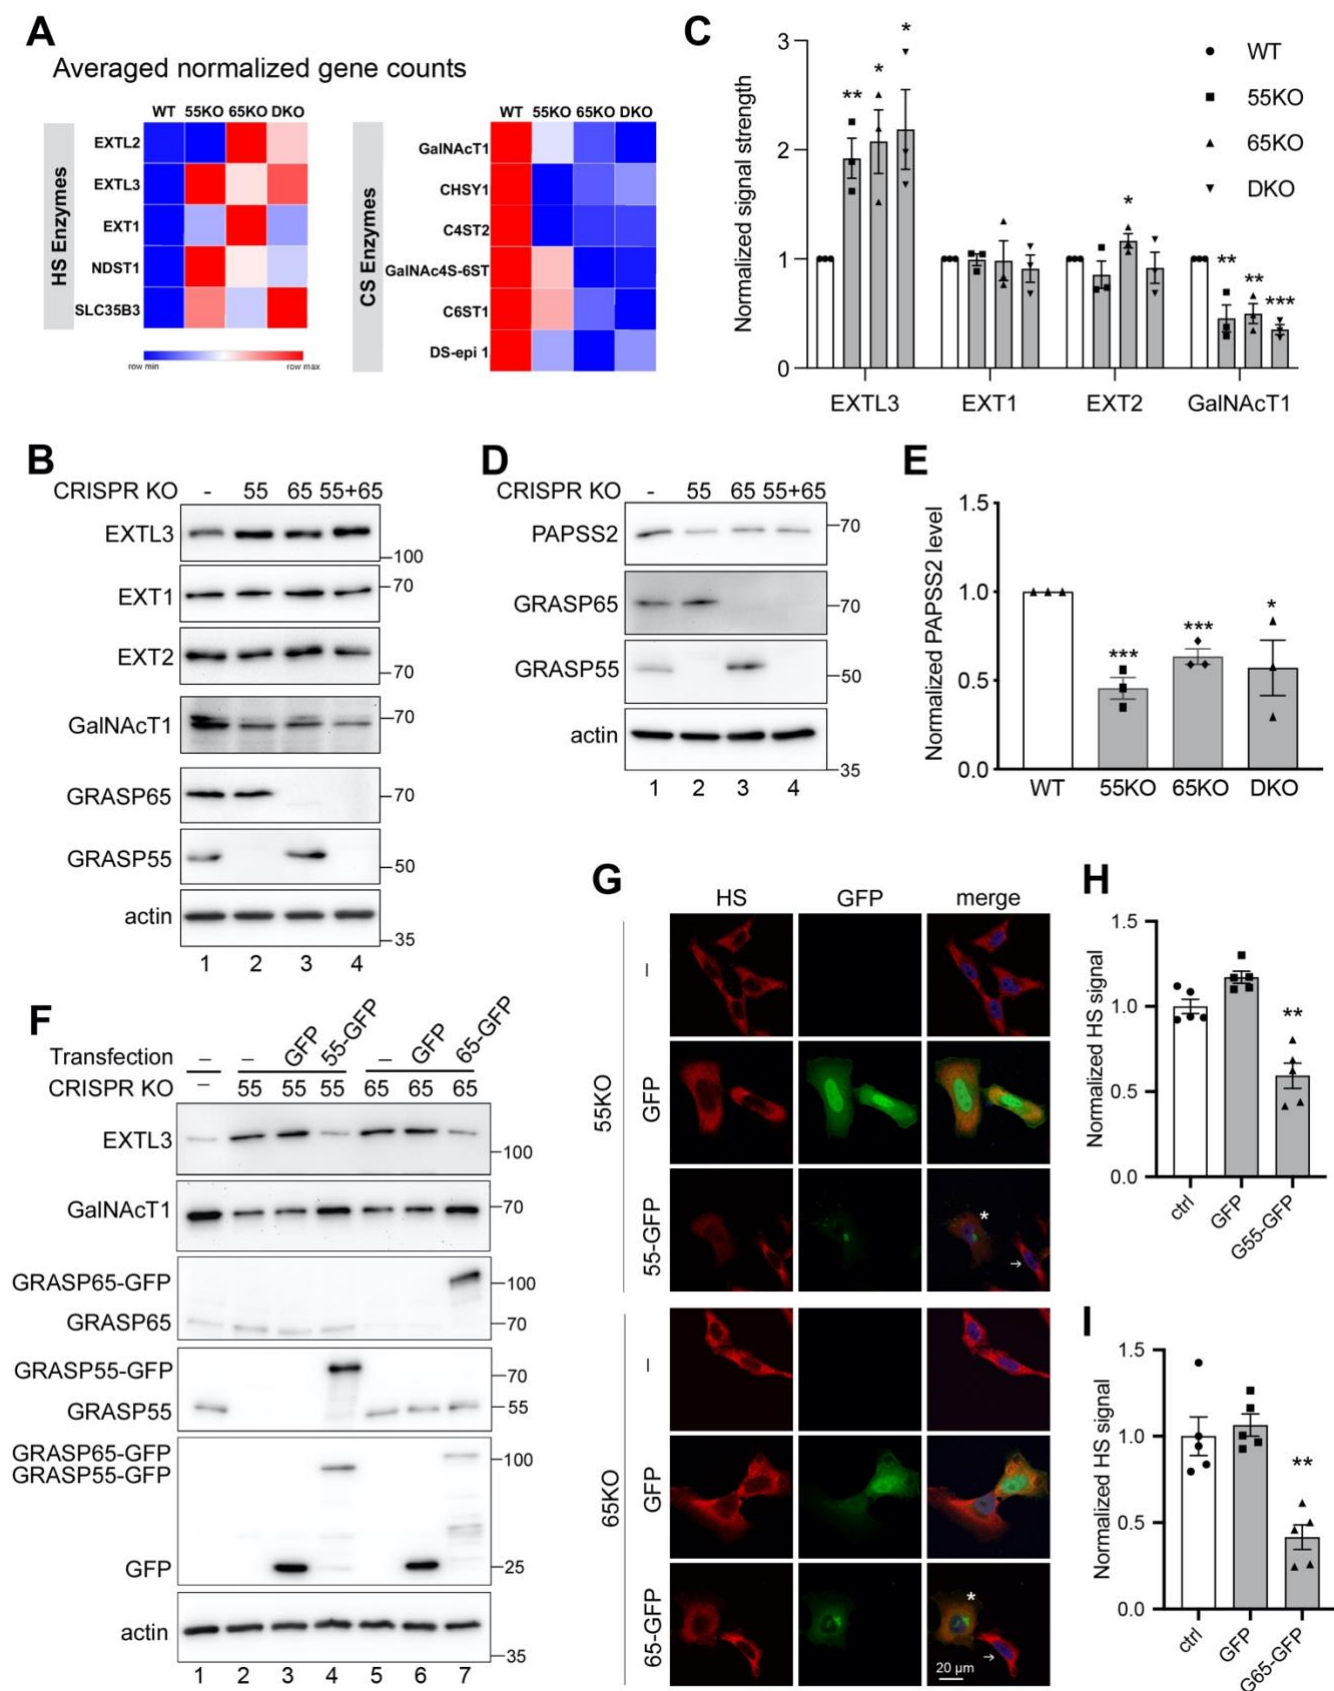 A
Averaged normalized gene counts
WT 55KO 65KO DKO
HS Enzymes
EXTL2
EXTL3
EXT1
NDST1
SLC35B3
row min row max
WT 55KO 65KO DKO
CS Enzymes
GalNAcT1
CHSY1
C4ST2
GalNAc4S-6ST
C6ST1
DS-epi 1
C
Normalized signal strength
3
2
1
0
** * *
*
** ** ***
● WT
■ 55KO
▲ 65KO
▼ DKO
EXTL3 EXT1 EXT2 GalNAcT1
B
CRISPR KO - 55 65 55+65
EXTL3
100
EXT1
70
EXT2
70
GalNAcT1
70
GRASP65
70
GRASP55
50
actin
35
1 2 3 4
D
CRISPR KO - 55 65 55+65
PAPSS2
70
GRASP65
70
GRASP55
50
actin
35
1 2 3 4
E
Normalized PAPSS2 level
1.5
1.0
0.5
0.0
*** *** *
WT 55KO 65KO DKO
F
Transfection – – GFP 55-GFP – GFP 65-GFP
CRISPR KO – 55 55 55 65 65 65
EXTL3
100
GalNAcT1
70
GRASP65-GFP
100
GRASP65
70
GRASP55-GFP
70
GRASP55
55
GRASP65-GFP
100
GRASP55-GFP
GFP
25
actin
35
1 2 3 4 5 6 7
G
HS GFP merge
55KO
–
GFP
55-GFP
*
→
65KO
–
GFP
65-GFP
*
→
20 µm
H
Normalized HS signal
1.5
1.0
0.5
0.0
**
ctrl GFP G55-GFP
I
Normalized HS signal
1.5
1.0
0.5
0.0
**
ctrl GFP G65-GFP